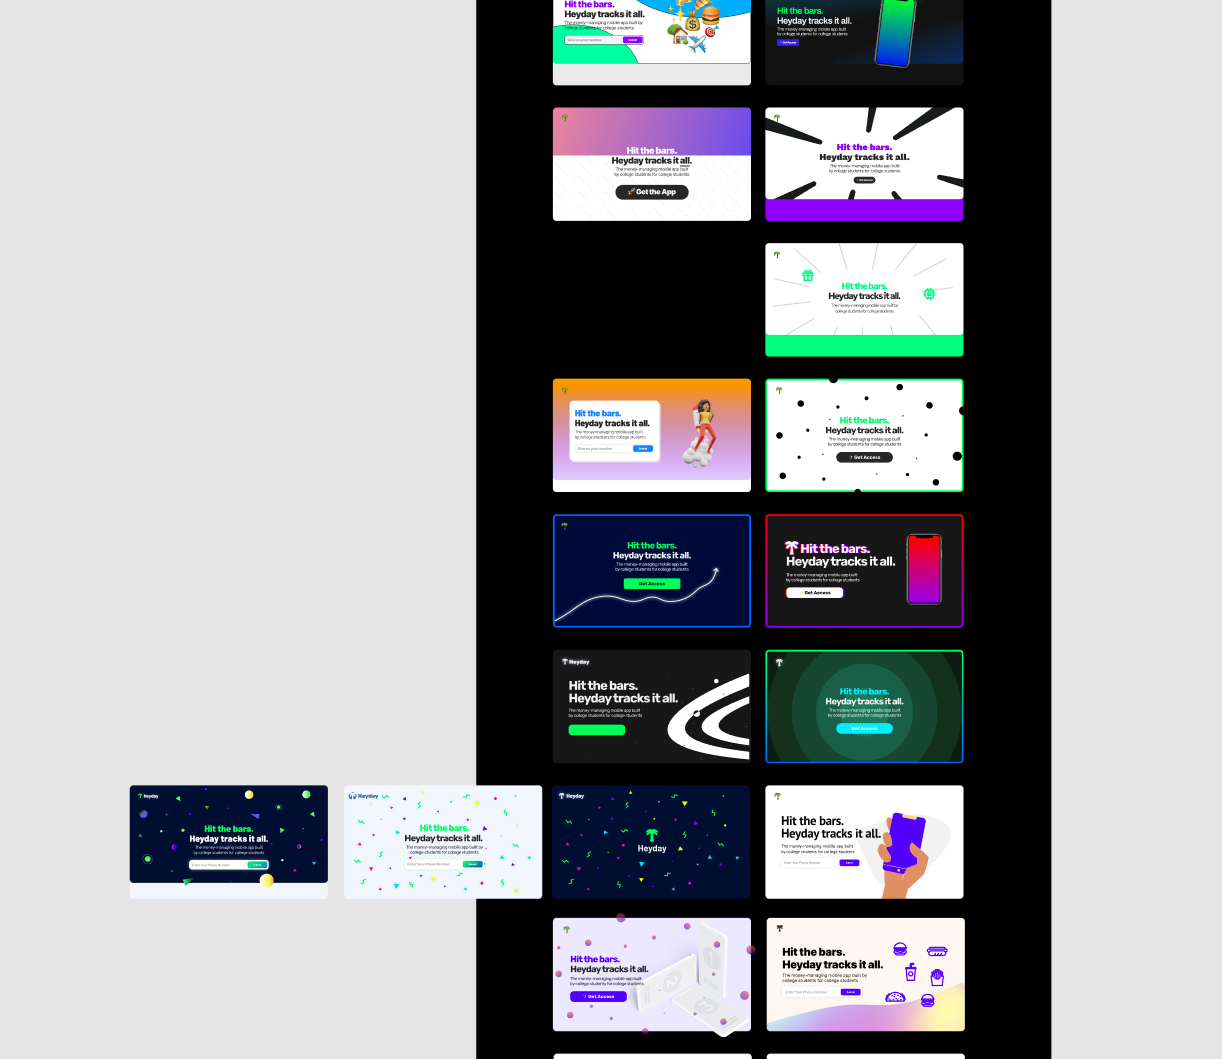 Hit the bars.
Heyday tracks it all.
The money-managing mobile app built by
college students for college students
Give us your number
Submit
Hit the bars.
Heyday tracks it all.
The money-managing mobile app built
by college students for college students
Get Access
Hit the bars.
Heyday tracks it all.
The money-managing mobile app built
by college students for college students
Get the App
Hit the bars.
Heyday tracks it all.
The money-managing mobile app built
by college students for college students
Get Access
Hit the bars.
Heyday tracks it all.
The money-managing mobile app built by
college students for college students
Hit the bars.
Heyday tracks it all.
The money-managing mobile app built
by college students for college students
Give us your number
Submit
Hit the bars.
Heyday tracks it all.
The money-managing mobile app built
by college students for college students
Get Access
Hit the bars.
Heyday tracks it all.
The money-managing mobile app built
by college students for college students
Get Access
Hit the bars.
Heyday tracks it all.
The money-managing mobile app built
by college students for college students
Get Access
Heyday
Hit the bars.
Heyday tracks it all.
The money-managing mobile app built
by college students for college students
Hit the bars.
Heyday tracks it all.
The money-managing mobile app built
by college students for college students
Get Access
Heyday
Hit the bars.
Heyday tracks it all.
The money-managing mobile app built
by college students for college students
Enter Your Phone Number
Heyday
Hit the bars.
Heyday tracks it all.
The money-managing mobile app built by
college students for college students
Enter Your Phone Number
Heyday
Heyday
Hit the bars.
Heyday tracks it all.
The money-managing mobile app built
by college students for college students
Enter Your Phone Number
Hit the bars.
Heyday tracks it all.
The money-managing mobile app built
by college students for college students
Get Access
Hit the bars.
Heyday tracks it all.
The money-managing mobile app built by
college students for college students
Enter Your Phone Number